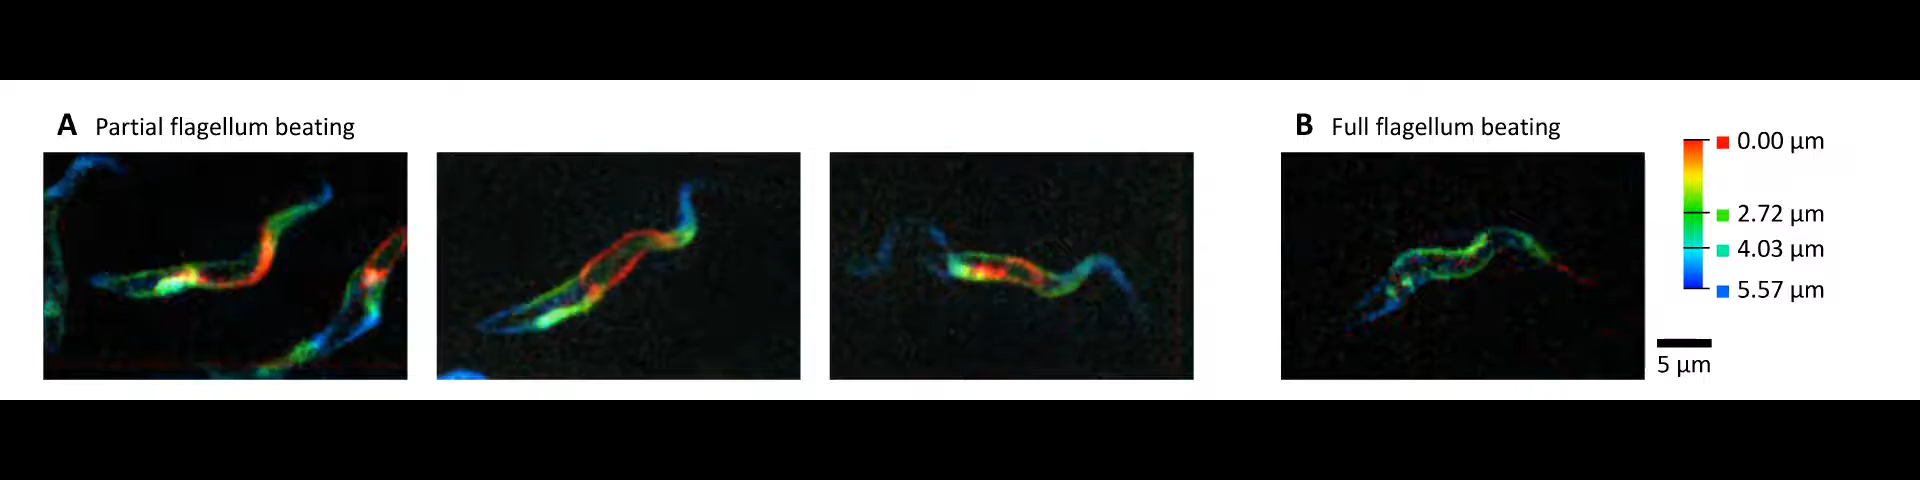 A Partial flagellum beating
B Full flagellum beating
0.00 µm
2.72 µm
4.03 µm
5.57 µm
5 µm